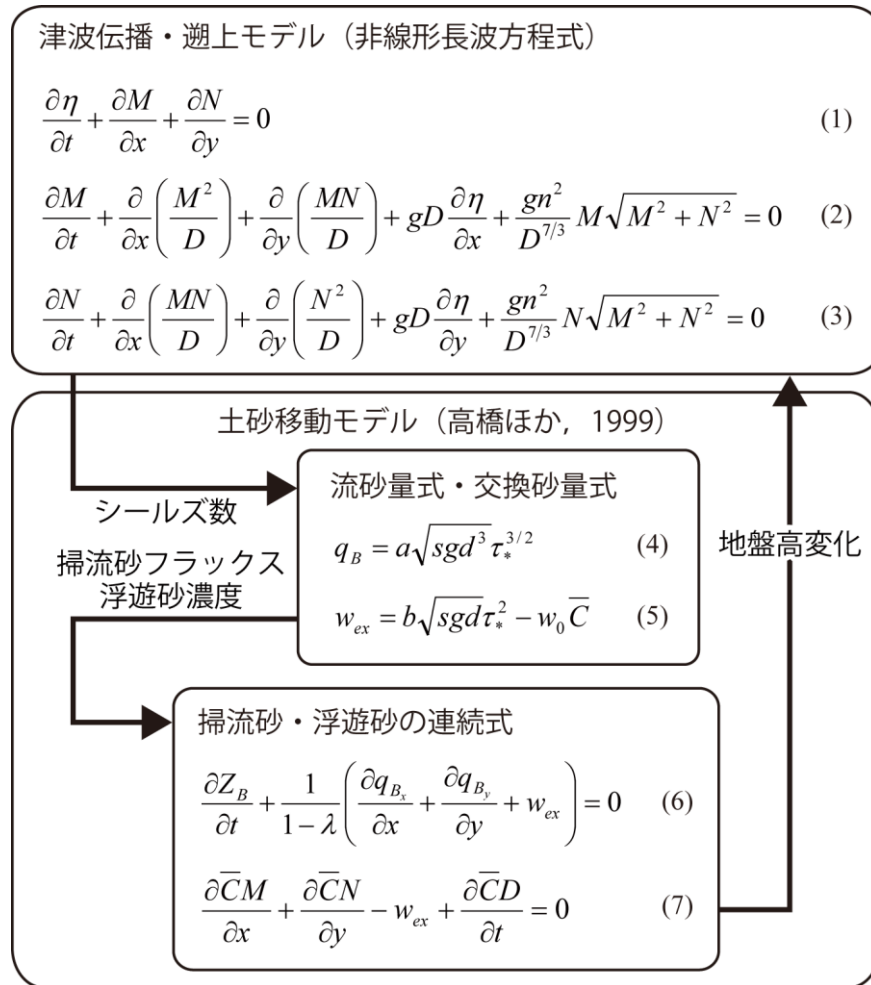 津波伝播・遡上モデル（非線形長波方程式）
∂η/∂t + ∂M/∂x + ∂N/∂y = 0 (1)
∂M/∂t + ∂/∂x(M²/D) + ∂/∂y(MN/D) + gD ∂η/∂x + gn²/D^{7/3} M√(M² + N²) = 0 (2)
∂N/∂t + ∂/∂x(MN/D) + ∂/∂y(N²/D) + gD ∂η/∂y + gn²/D^{7/3} N√(M² + N²) = 0 (3)
土砂移動モデル（高橋ほか，1999）
シールズ数
流砂量式・交換砂量式
q_B = a√(sgd³) τ_*^{3/2} (4)
w_{ex} = b√(sgd) τ_*^2 − w_0 C̅ (5)
地盤高変化
掃流砂フラックス
浮遊砂濃度
掃流砂・浮遊砂の連続式
∂Z_B/∂t + 1/(1−λ) (∂q_{B_x}/∂x + ∂q_{B_y}/∂y + w_{ex}) = 0 (6)
∂C̅M/∂x + ∂C̅N/∂y − w_{ex} + ∂C̅D/∂t = 0 (7)